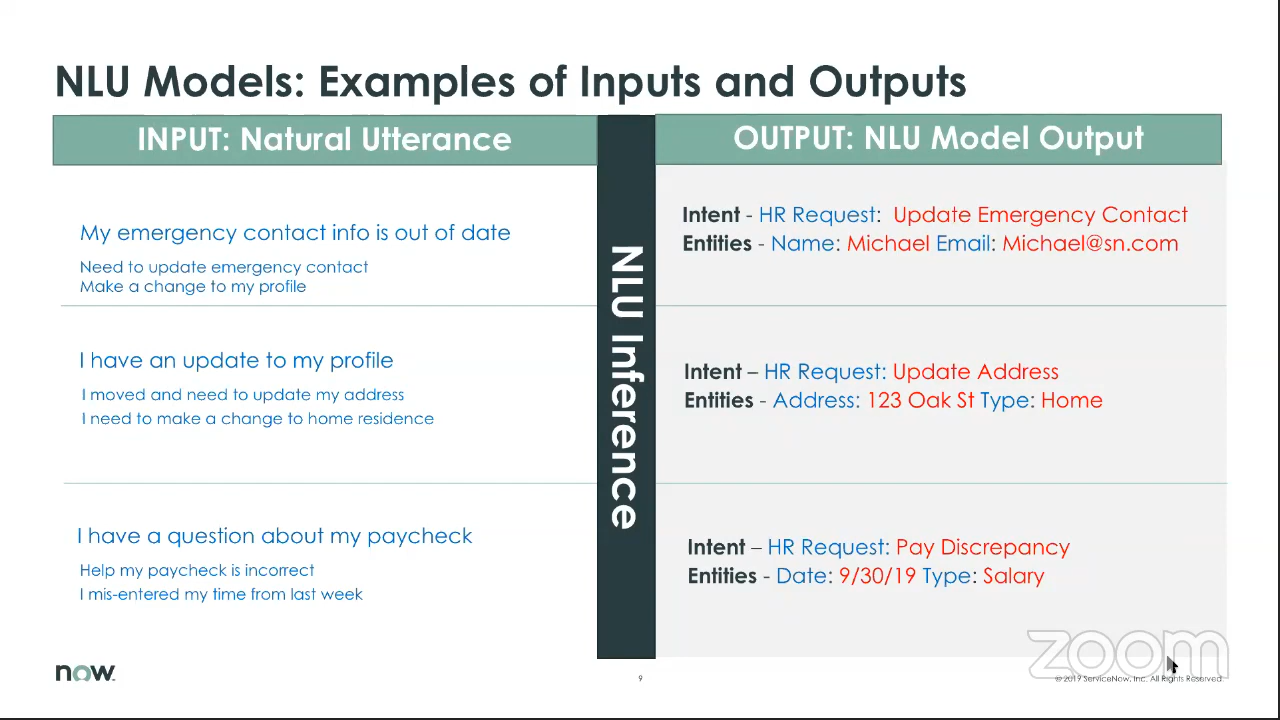 NLU Models: Examples of Inputs and Outputs
INPUT: Natural Utterance
OUTPUT: NLU Model Output
NLU Inference
My emergency contact info is out of date
Need to update emergency contact
Make a change to my profile
Intent - HR Request: Update Emergency Contact
Entities - Name: Michael Email: Michael@sn.com
I have an update to my profile
I moved and need to update my address
I need to make a change to home residence
Intent – HR Request: Update Address
Entities - Address: 123 Oak St Type: Home
I have a question about my paycheck
Help my paycheck is incorrect
I mis-entered my time from last week
Intent – HR Request: Pay Discrepancy
Entities - Date: 9/30/19 Type: Salary
now
9
zoom
© 2019 ServiceNow, Inc. All Rights Reserved.